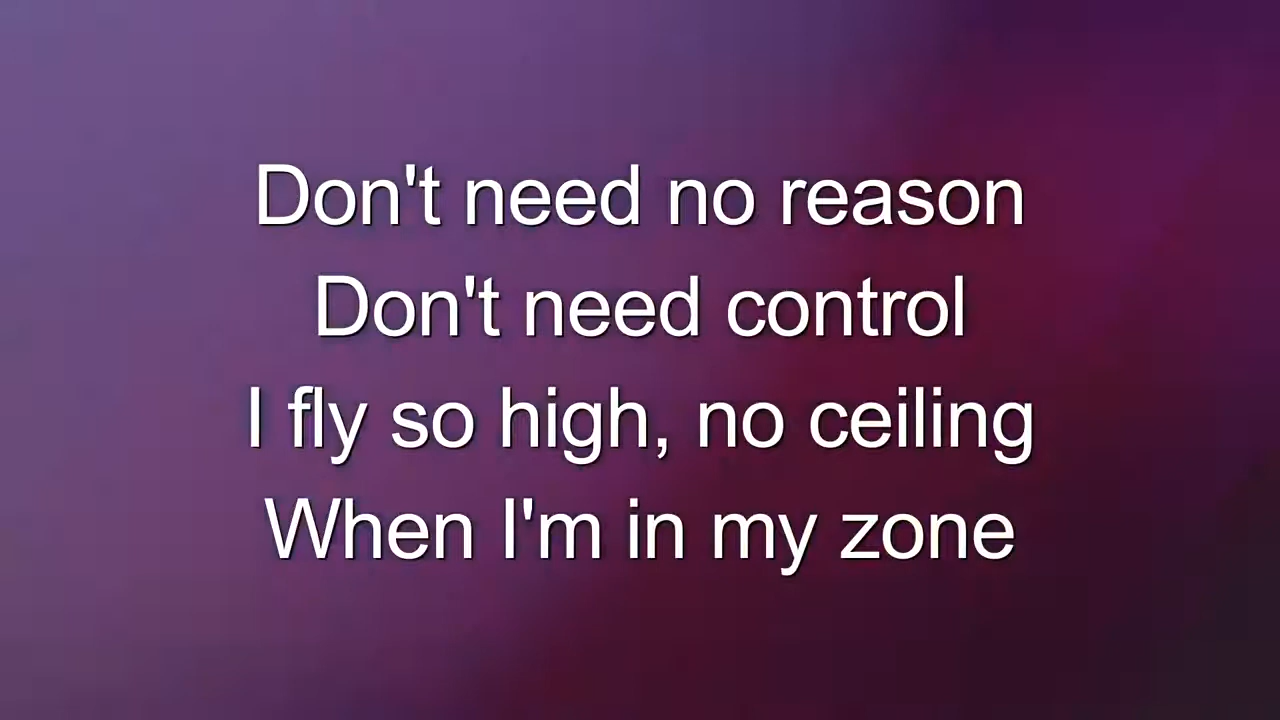 Don't need no reason
Don't need control
I fly so high, no ceiling
When I'm in my zone